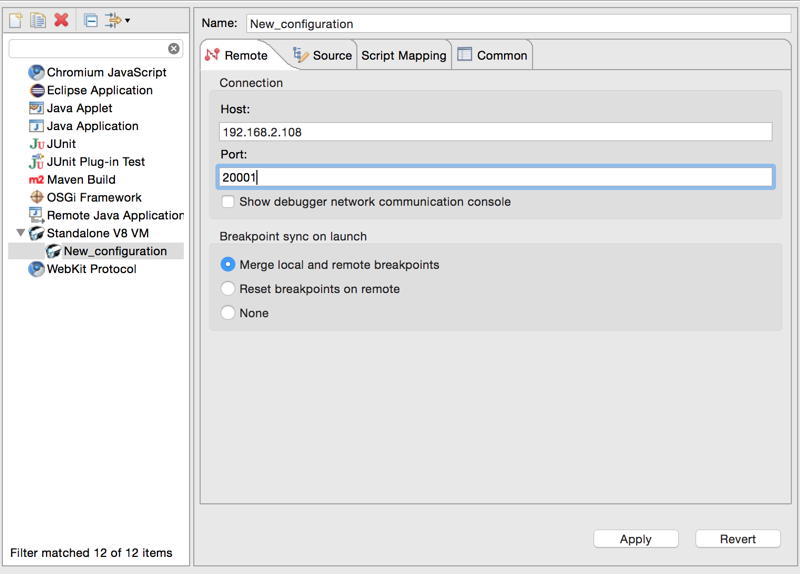 Name: New_configuration
Remote Source Script Mapping Common
Chromium JavaScript
Eclipse Application
Java Applet
Java Application
Ju JUnit
JUnit Plug-in Test
m2 Maven Build
OSGi Framework
Remote Java Application
Standalone V8 VM
New_configuration
WebKit Protocol
Filter matched 12 of 12 items
Connection
Host:
192.168.2.108
Port:
20001
Show debugger network communication console
Breakpoint sync on launch
Merge local and remote breakpoints
Reset breakpoints on remote
None
Apply Revert